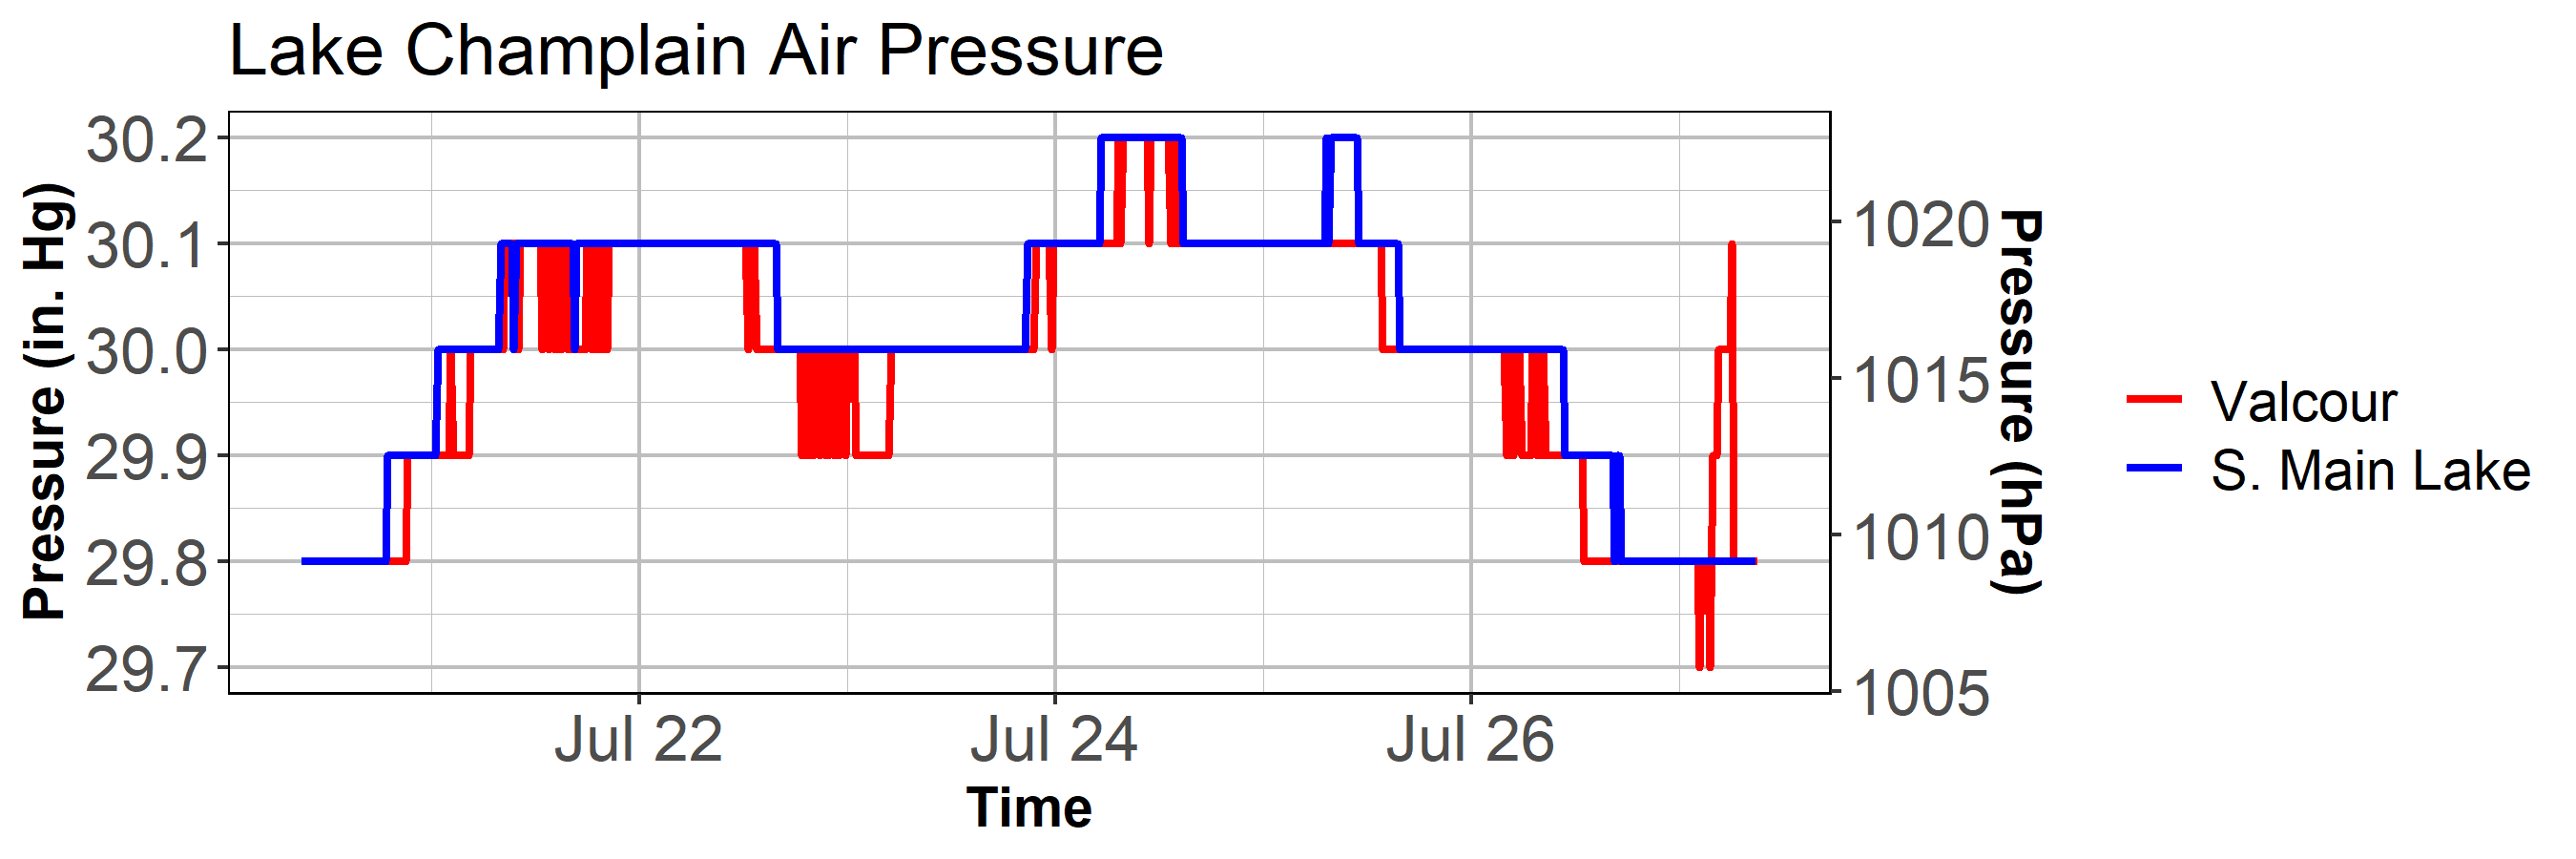 Lake Champlain Air Pressure
Pressure (in. Hg)
30.2
30.1
30.0
29.9
29.8
29.7
Jul 22
Jul 24
Jul 26
Time
1020
1015
1010
1005
Pressure (hPa)
Valcour
S. Main Lake